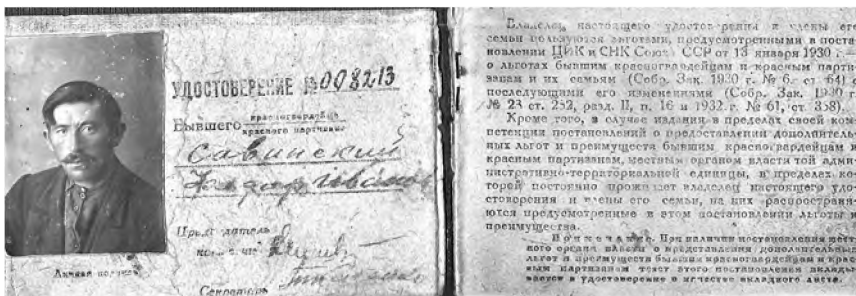 УДОСТОВЕРЕНИЕ №008213
Бывшего красногвардейца
красного партизана
Савинский
Председатель
комиссии
Личная подпись
Секретарь
Владелец настоящего удостоверения и члены его
семьи пользуются льготами, предусмотренными в поста-
новлении ЦИК и СНК Союза ССР от 13 января 1930 г.
о льготах бывшим красногвардейцам и красным парти-
занам и их семьям (Собр. Зак. 1930 г. № 6 - ст 64) с
последующими его изменениями (Собр. Зак. 1930 г.
№ 23 ст. 252, разд. II, п. 16 и 1932 г. № 61, ст. 358).
Кроме того, в случае издания в пределах своей ком-
петенции постановлений о предоставлении дополнитель-
ных льгот и преимуществ бывшим красногвардейцам и
красным партизанам, местным органом власти той адми-
нистративно-территориальной единицы, в пределах ко-
торой постоянно проживает владелец настоящего удо-
стоверения и члены его семьи, на них распространя-
ются предусмотренные в этом постановлении льготы и
преимущества.
Примечание. При наличии постановления мест-
ного органа власти о представлении дополнительных
льгот и преимуществ бывшим красногвардейцам и крас-
ным партизанам текст этого постановления вклады-
вается в удостоверение в качестве вкладного листа.